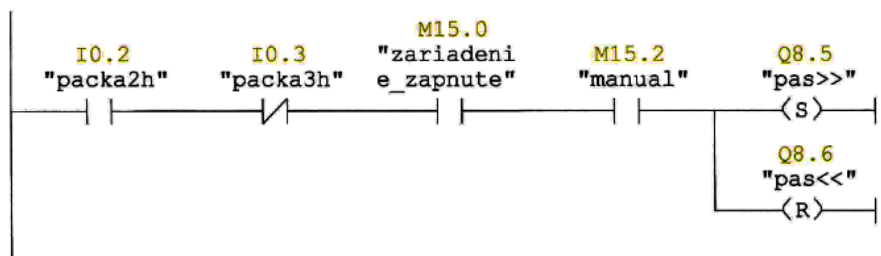 M15.0
I0.2 I0.3 "zariadeni M15.2 Q8.5
"packa2h" "packa3h" e_zapnute" "manual" "pas>>"
(S)
Q8.6
"pas<<"
(R)